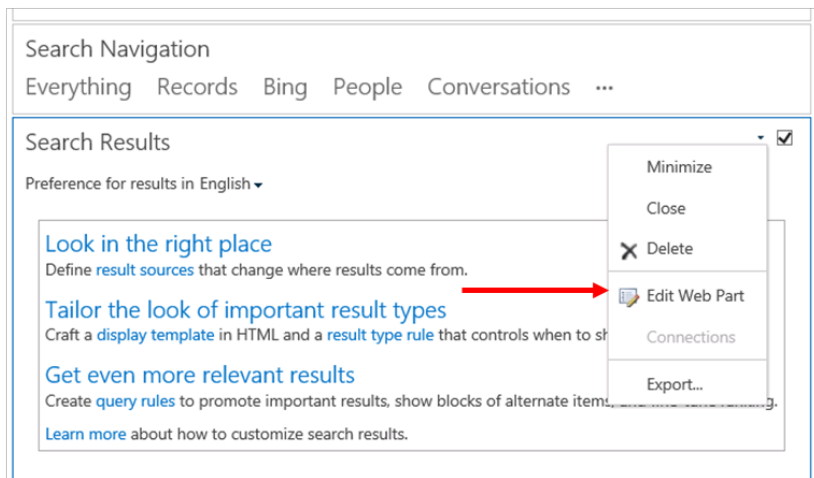 Search Navigation
Everything Records Bing People Conversations ...
Search Results
Preference for results in English
Minimize
Close
Delete
Edit Web Part
Connections
Export...
Look in the right place
Define result sources that change where results come from.
Tailor the look of important result types
Craft a display template in HTML and a result type rule that controls when to
Get even more relevant results
Create query rules to promote important results, show blocks of alternate items,
Learn more about how to customize search results.